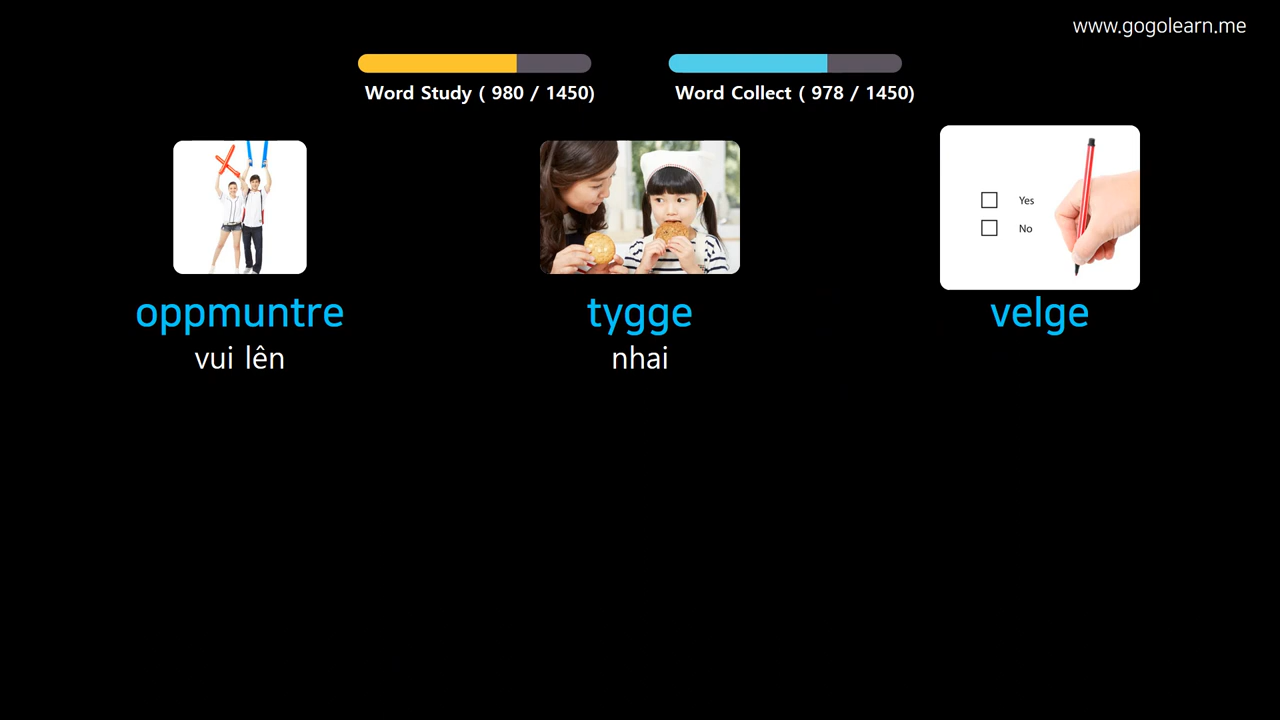 www.gogolearn.me
Word Study ( 980 / 1450)
Word Collect ( 978 / 1450)
Yes
No
oppmuntre
vui lên
tygge
nhai
velge